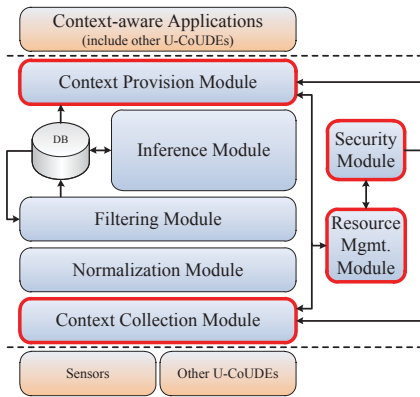 Context-aware Applications
(include other U-CoUDEs)
Context Provision Module
DB
Inference Module
Security
Module
Filtering Module
Resource
Mgmt.
Module
Normalization Module
Context Collection Module
Sensors
Other U-CoUDEs